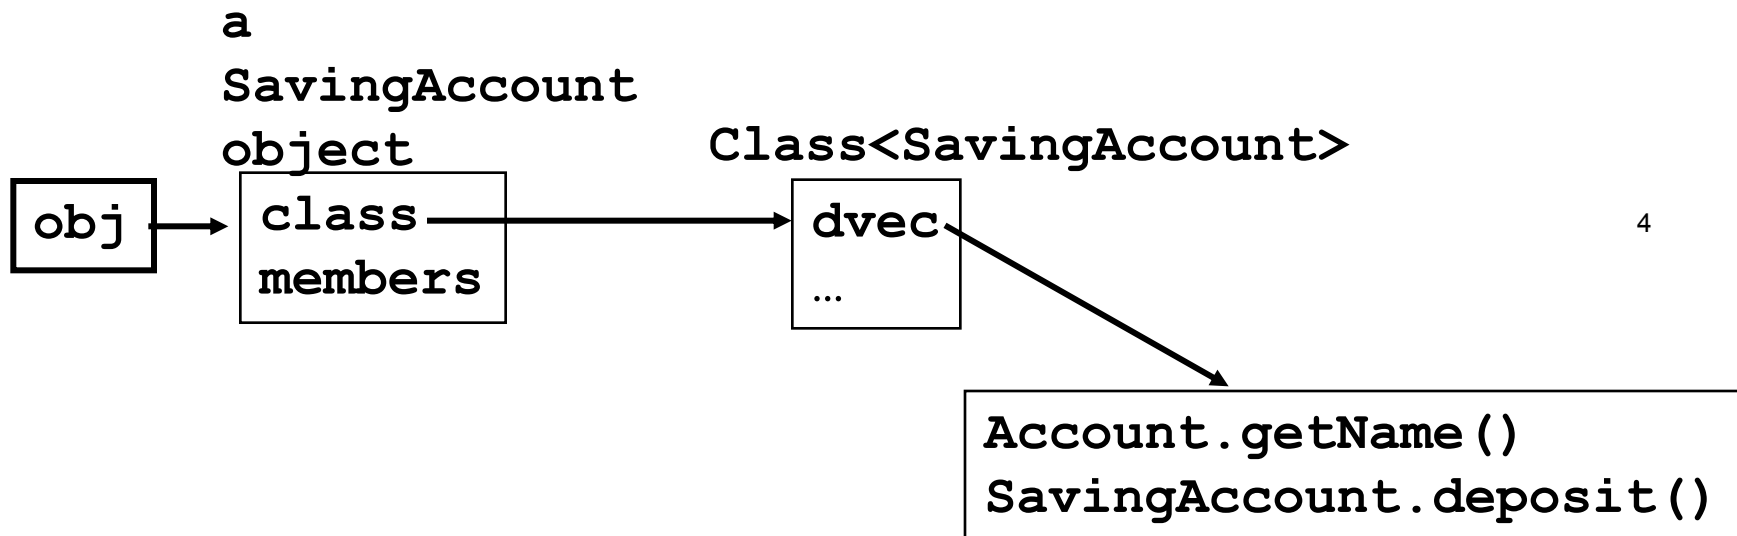 a
SavingAccount
object
Class<SavingAccount>
obj
class
members
dvec
...
4
Account.getName()
SavingAccount.deposit()